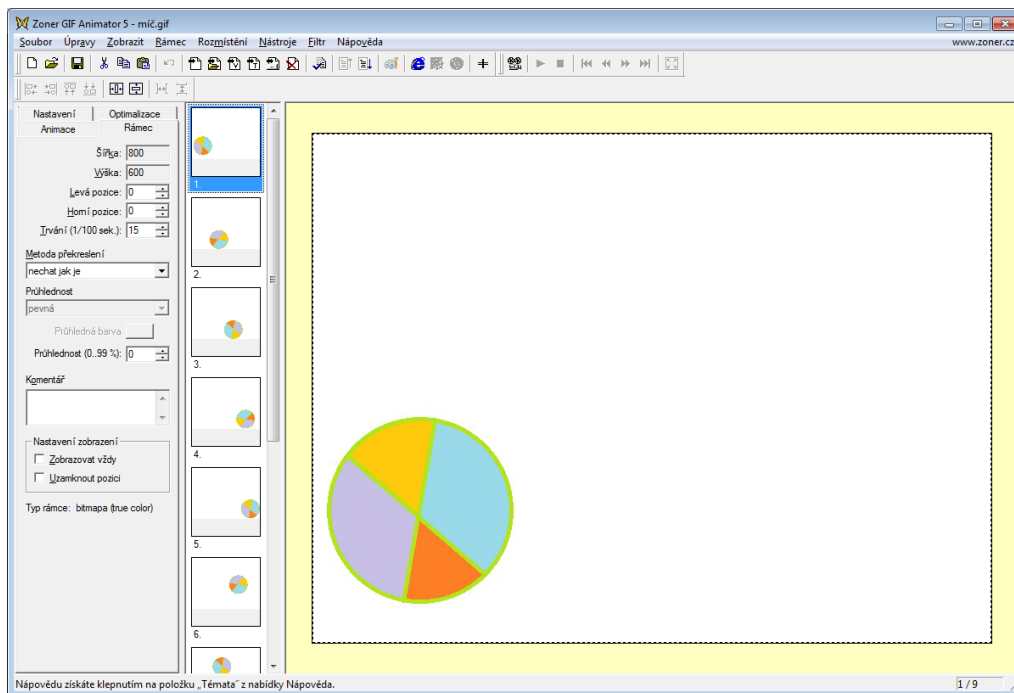 Zoner GIF Animator 5 - míč.gif
Soubor Úpravy Zobrazit Rámec Rozmístění Nástroje Filtr Nápověda www.zoner.cz
Nastavení Optimalizace
Animace Rámec
Šířka: 800
Výška: 600
Levá pozice: 0
Horní pozice: 0
Trvání (1/100 sek.): 15
Metoda překreslení
nechat jak je
Průhlednost
pevná
Průhledná barva
Průhlednost (0..99 %): 0
Komentář
Nastavení zobrazení
Zobrazovat vždy
Uzamknout pozici
Typ rámce: bitmapa (true color)
1.
2.
3.
4.
5.
6.
Nápovědu získáte klepnutím na položku „Témata" z nabídky Nápověda. 1 / 9